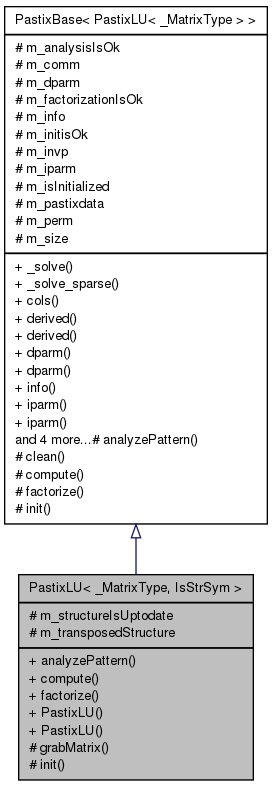 PastixBase< PastixLU< _MatrixType > >
# m_analysisIsOk
# m_comm
# m_dparm
# m_factorizationIsOk
# m_info
# m_initisOk
# m_invp
# m_iparm
# m_isInitialized
# m_pastixdata
# m_perm
# m_size
+ _solve()
+ _solve_sparse()
+ cols()
+ derived()
+ derived()
+ dparm()
+ dparm()
+ info()
+ iparm()
+ iparm()
and 4 more...# analyzePattern()
# clean()
# compute()
# factorize()
# init()
PastixLU< _MatrixType, IsStrSym >
# m_structureIsUptodate
# m_transposedStructure
+ analyzePattern()
+ compute()
+ factorize()
+ PastixLU()
+ PastixLU()
# grabMatrix()
# init()